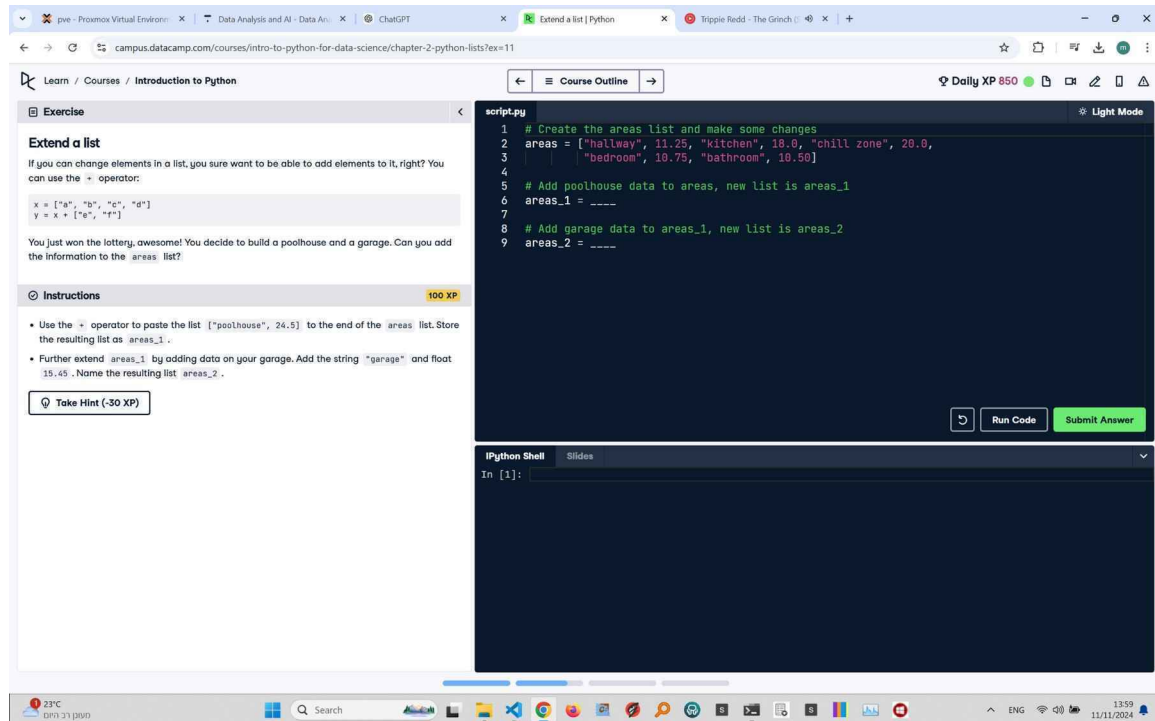 pve - Proxmox Virtual Environm
Data Analysis and AI - Data An
ChatGPT
Extend a list | Python
Trippie Redd - The Grinch
campus.datacamp.com/courses/intro-to-python-for-data-science/chapter-2-python-lists?ex=11
m
Learn / Courses / Introduction to Python
Course Outline
Daily XP 850
Exercise
Extend a list
If you can change elements in a list, you sure want to be able to add elements to it, right? You
can use the + operator:
x = ["a", "b", "c", "d"]
y = x + ["e", "f"]
You just won the lottery, awesome! You decide to build a poolhouse and a garage. Can you add
the information to the areas list?
Instructions
100 XP
• Use the + operator to paste the list ["poolhouse", 24.5] to the end of the areas list. Store
the resulting list as areas_1 .
• Further extend areas_1 by adding data on your garage. Add the string "garage" and float
15.45 . Name the resulting list areas_2 .
Take Hint (-30 XP)
script.py
Light Mode
1 # Create the areas list and make some changes
2 areas = ["hallway", 11.25, "kitchen", 18.0, "chill zone", 20.0,
3 "bedroom", 10.75, "bathroom", 10.50]
4
5 # Add poolhouse data to areas, new list is areas_1
6 areas_1 = ____
7
8 # Add garage data to areas_1, new list is areas_2
9 areas_2 = ____
Run Code
Submit Answer
IPython Shell
Slides
In [1]:
1
23°C
מעונן רב היום
Search
ENG
13:59
11/11/2024